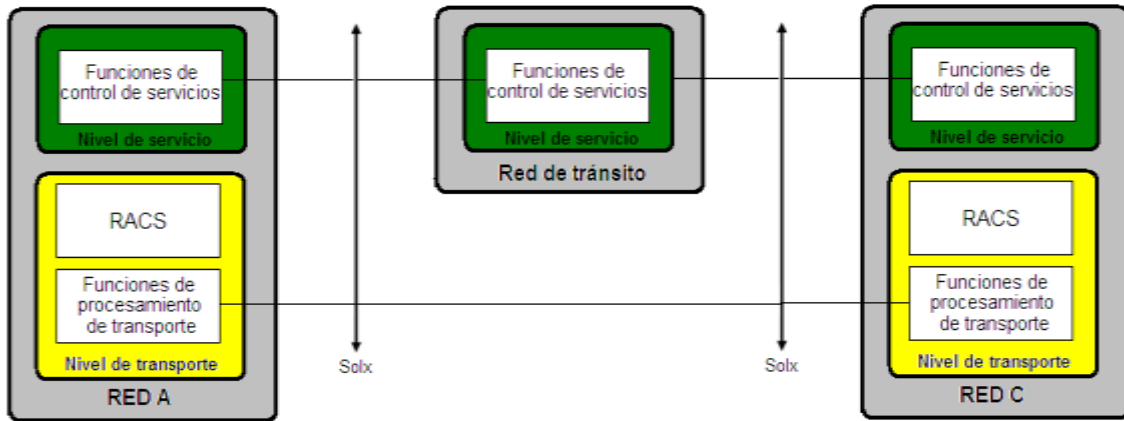 Funciones de
control de servicios
Nivel de servicio
RACS
Funciones de
procesamiento
de transporte
Nivel de transporte
RED A
Solx
Funciones de
control de servicios
Nivel de servicio
Red de tránsito
Solx
Funciones de
control de servicios
Nivel de servicio
RACS
Funciones de
procesamiento
de transporte
Nivel de transporte
RED C